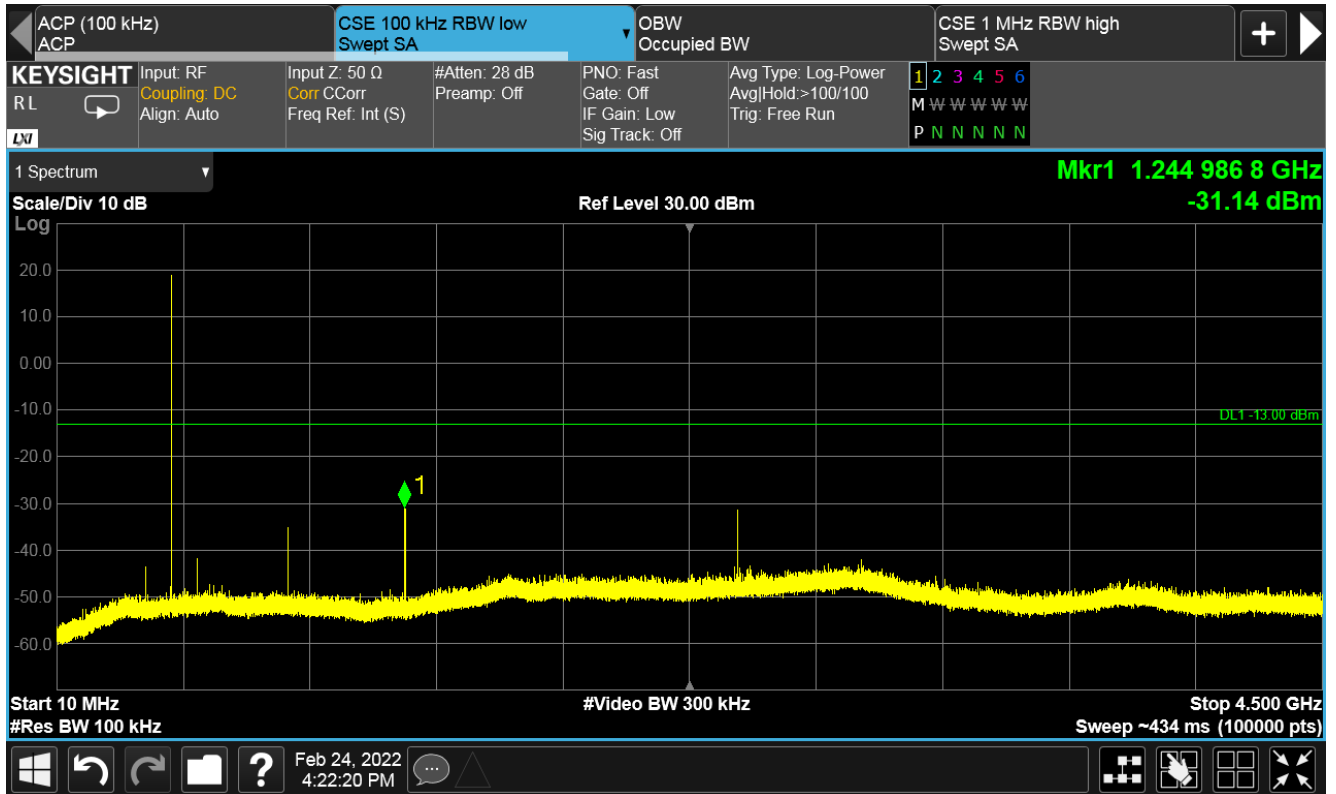 ACP (100 kHz)
ACP
CSE 100 kHz RBW low
Swept SA
OBW
Occupied BW
CSE 1 MHz RBW high
Swept SA
KEYSIGHT
R L
LXI
Input: RF
Coupling: DC
Align: Auto
Input Z: 50 Ω
Corr CCorr
Freq Ref: Int (S)
#Atten: 28 dB
Preamp: Off
PNO: Fast
Gate: Off
IF Gain: Low
Sig Track: Off
Avg Type: Log-Power
Avg|Hold:>100/100
Trig: Free Run
1 2 3 4 5 6
M W W W W W
P N N N N N
1 Spectrum
Mkr1 1.244 986 8 GHz
-31.14 dBm
Scale/Div 10 dB
Ref Level 30.00 dBm
Log
20.0
10.0
0.00
-10.0
DL1 -13.00 dBm
-20.0
1
-30.0
-40.0
-50.0
-60.0
Start 10 MHz
#Video BW 300 kHz
Stop 4.500 GHz
#Res BW 100 kHz
Sweep ~434 ms (100000 pts)
?
Feb 24, 2022
4:22:20 PM